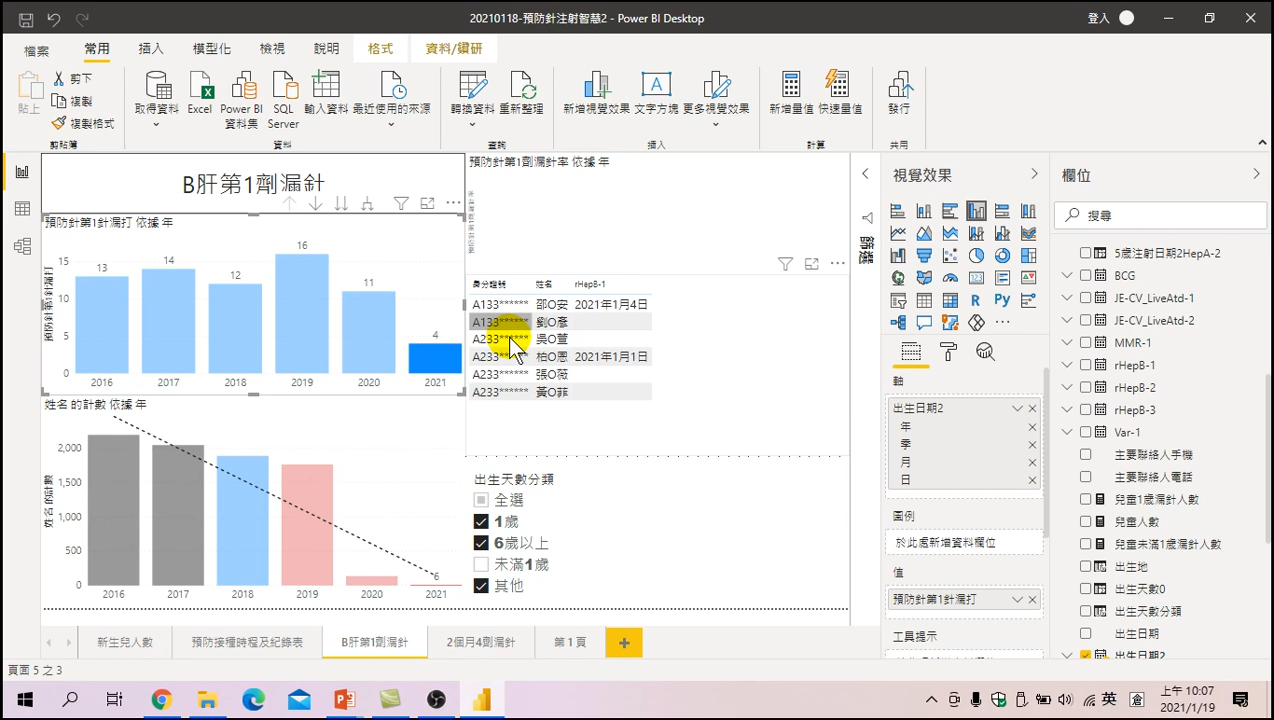 20210118-預防針注射智慧2 - Power BI Desktop
登入
檔案 常用 插入 模型化 檢視 說明 格式 資料/鑽研
貼上
剪下
複製
複製格式
剪貼簿
取得資料
Excel
Power BI
資料集
SQL
Server
輸入資料
最近使用的來源
資料
轉換資料
重新整理
查詢
新增視覺效果
文字方塊
更多視覺效果
插入
新增量值
快速量值
計算
發行
共用
B肝第1劑漏針
預防針第1針漏打 依據 年
預防針第1針漏打
15
10
5
0
13
14
12
16
11
4
2016 2017 2018 2019 2020 2021
姓名 的計數 依據 年
姓名 的計數
2,000
1,500
1,000
500
0
6
2016 2017 2018 2019 2020 2021
預防針第1劑漏針率 依據 年
身分證號 姓名 rHepB-1
A133****** 邵O安 2021年1月4日
A133****** 劉O彥
A233****** 吳O萱
A233****** 柏O恩 2021年1月1日
A233****** 張O薇
A233****** 黃O菲
出生天數分類
全選
1歲
6歲以上
未滿1歲
其他
篩選
視覺效果
R Py
軸
出生日期2
年
季
月
日
圖例
於此處新增資料欄位
值
預防針第1針漏打
工具提示
欄位
搜尋
5歲注射日期2HepA-2
BCG
JE-CV_LiveAtd-1
JE-CV_LiveAtd-2
MMR-1
rHepB-1
rHepB-2
rHepB-3
Var-1
主要聯絡人手機
主要聯絡人電話
兒童1歲漏針人數
兒童人數
兒童未滿1歲漏針人數
出生地
出生天數0
出生天數分類
出生日期
出生日期2
新生兒人數 預防接種時程及紀錄表 B肝第1劑漏針 2個月4劑漏針 第 1 頁
頁面 5 之 3
英
上午 10:07
2021/1/19